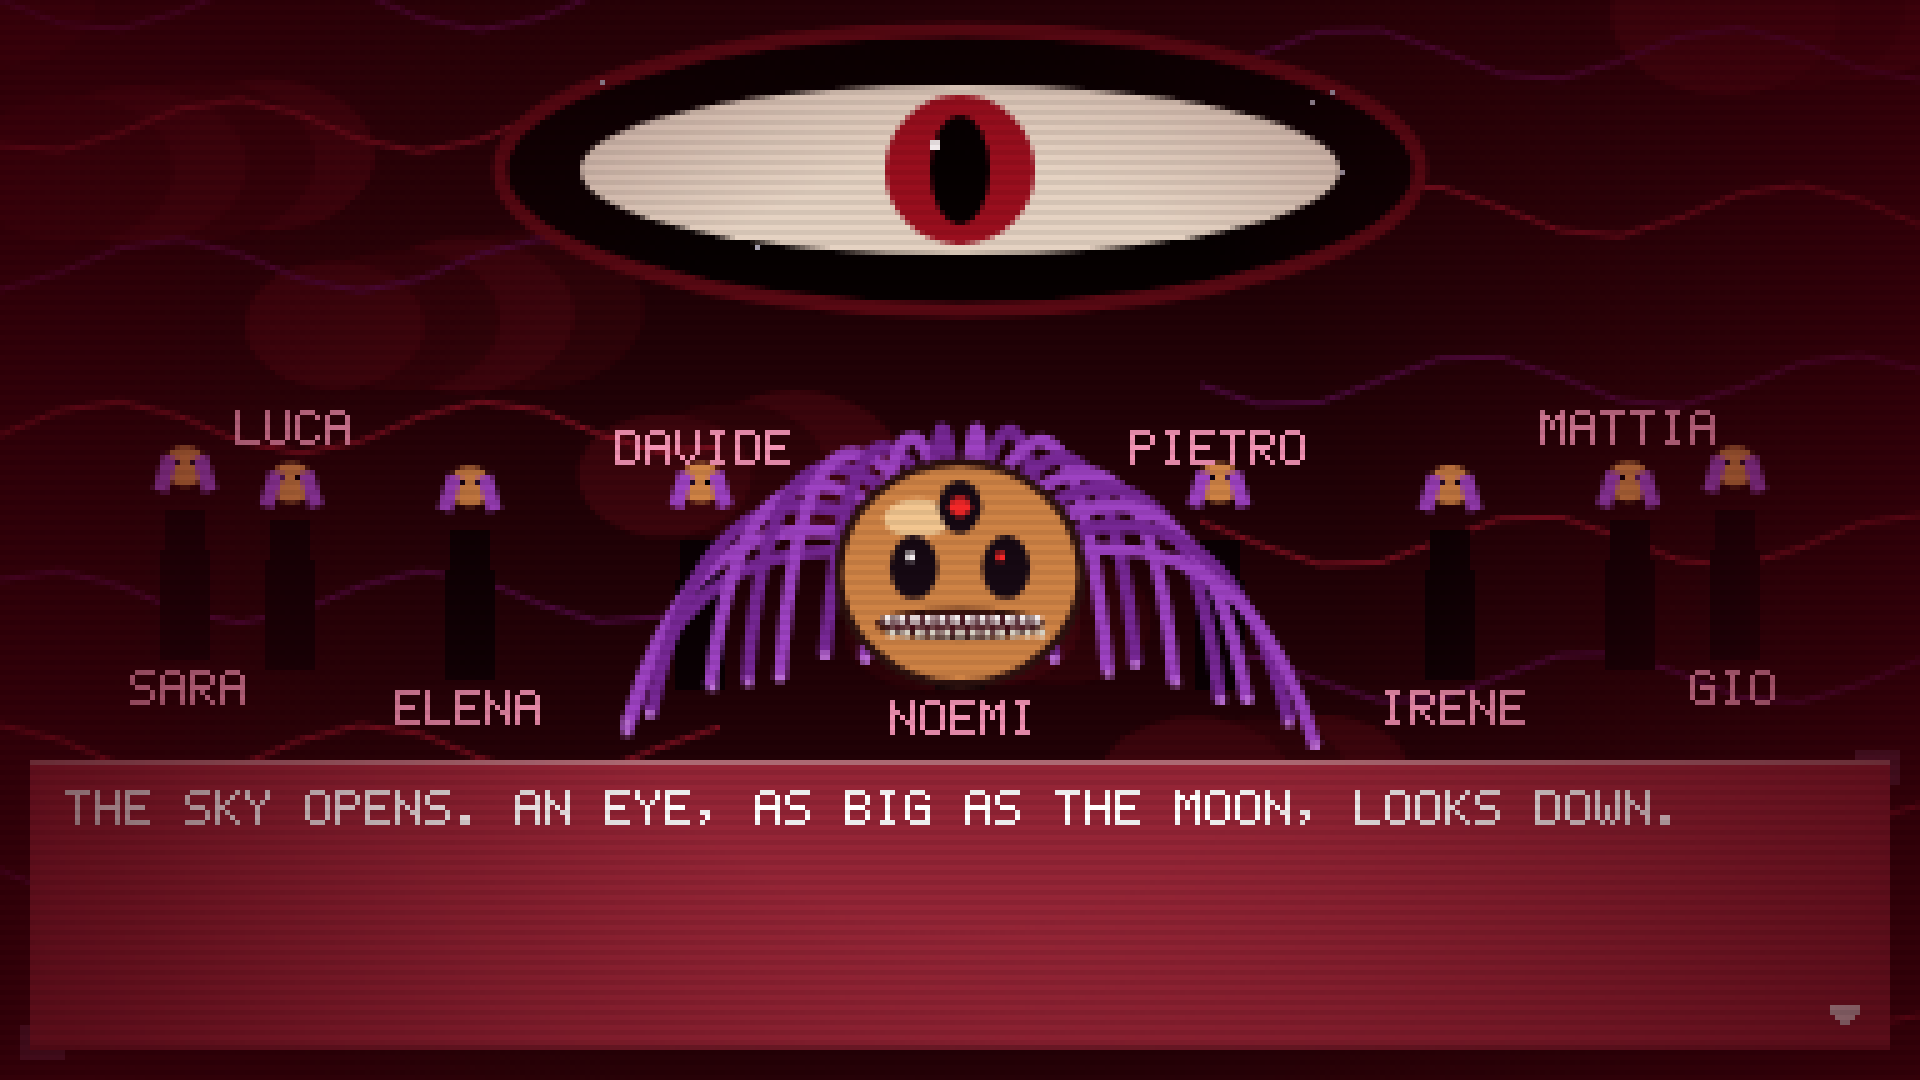 LUCA
MATTIA
DAVIDE
PIETRO
SARA
GIO
ELENA
IRENE
NOEMI
THE SKY OPENS. AN EYE, AS BIG AS THE MOON, LOOKS DOWN.